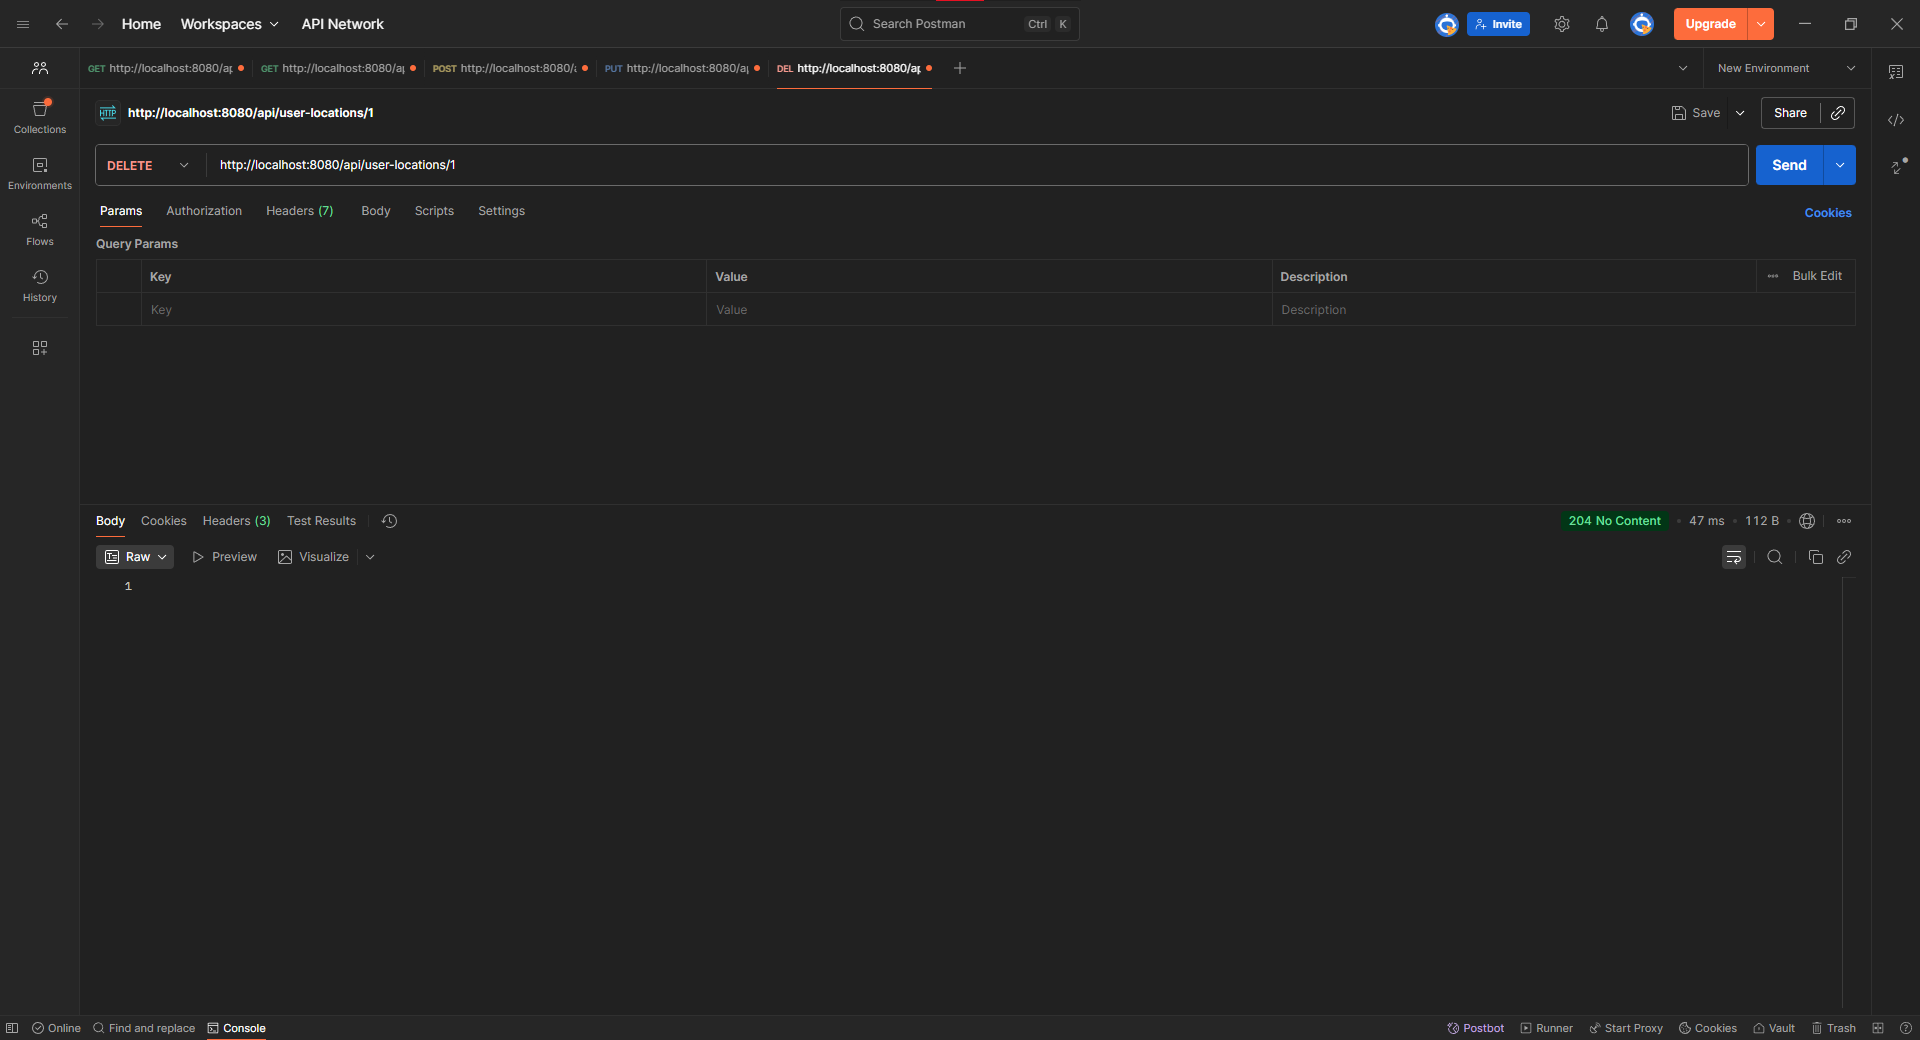 Home Workspaces API Network Search Postman Ctrl K Invite Upgrade
GET http://localhost:8080/ap GET http://localhost:8080/ap POST http://localhost:8080/a PUT http://localhost:8080/ap DEL http://localhost:8080/ap New Environment
HTTP http://localhost:8080/api/user-locations/1 Save Share
DELETE http://localhost:8080/api/user-locations/1 Send
Params Authorization Headers (7) Body Scripts Settings Cookies
Query Params
Key Value Description Bulk Edit
Key Value Description
Collections
Environments
Flows
History
Body Cookies Headers (3) Test Results 204 No Content 47 ms 112 B
Raw Preview Visualize
1
Online Find and replace Console Postbot Runner Start Proxy Cookies Vault Trash